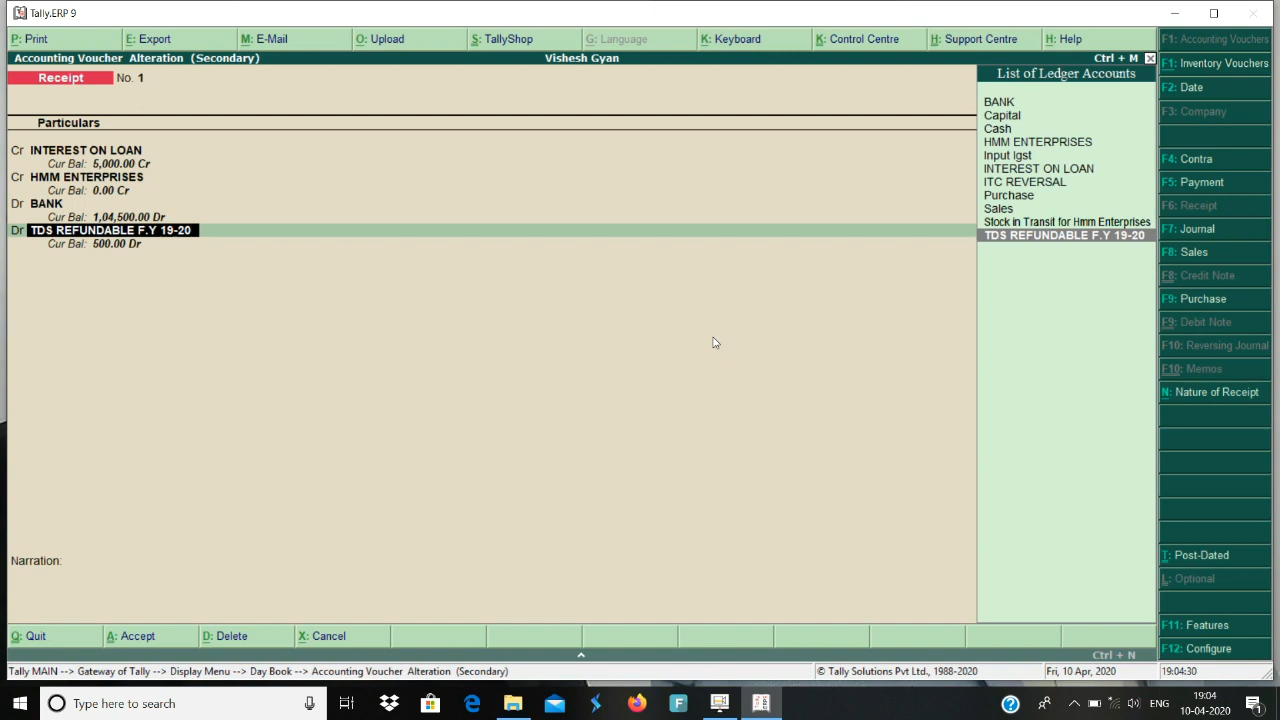 Tally.ERP 9
P: Print E: Export M: E-Mail O: Upload S: TallyShop G: Language K: Keyboard K: Control Centre H: Support Centre H: Help
Accounting Voucher Alteration (Secondary) Vishesh Gyan Ctrl + M
Receipt No. 1
Particulars
Cr INTEREST ON LOAN
Cur Bal: 5,000.00 Cr
Cr HMM ENTERPRISES
Cur Bal: 0.00 Cr
Dr BANK
Cur Bal: 1,04,500.00 Dr
Dr TDS REFUNDABLE F.Y 19-20
Cur Bal: 500.00 Dr
Narration:
List of Ledger Accounts
BANK
Capital
Cash
HMM ENTERPRISES
Input Igst
INTEREST ON LOAN
ITC REVERSAL
Purchase
Sales
Stock in Transit for Hmm Enterprises
TDS REFUNDABLE F.Y 19-20
F1: Accounting Vouchers
F1: Inventory Vouchers
F2: Date
F3: Company
F4: Contra
F5: Payment
F6: Receipt
F7: Journal
F8: Sales
F8: Credit Note
F9: Purchase
F9: Debit Note
F10: Reversing Journal
F10: Memos
N: Nature of Receipt
T: Post-Dated
L: Optional
F11: Features
F12: Configure
Q: Quit A: Accept D: Delete X: Cancel
Ctrl + N
Tally MAIN --> Gateway of Tally --> Display Menu --> Day Book --> Accounting Voucher Alteration (Secondary) © Tally Solutions Pvt Ltd., 1988-2020 Fri, 10 Apr, 2020 19:04:30
Type here to search ENG 19:04
10-04-2020